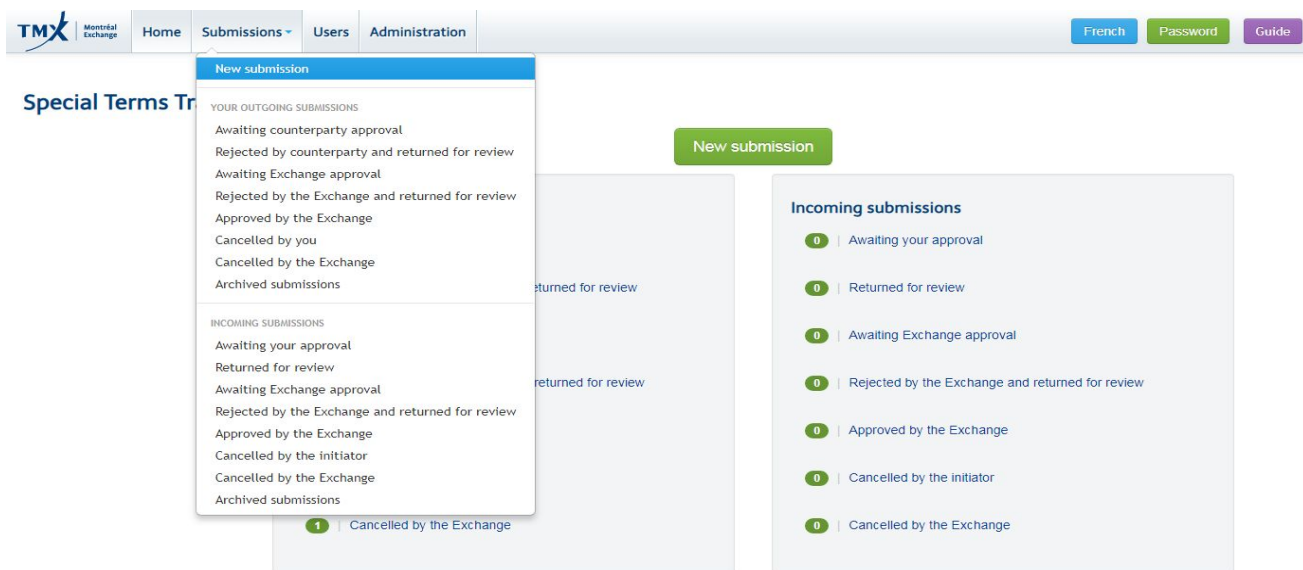 TMX Montréal Exchange
Home Submissions Users Administration
French Password Guide
Special Terms
New submission
New submission
YOUR OUTGOING SUBMISSIONS
Awaiting counterparty approval
Rejected by counterparty and returned for review
Awaiting Exchange approval
Rejected by the Exchange and returned for review
Approved by the Exchange
Cancelled by you
Cancelled by the Exchange
Archived submissions
INCOMING SUBMISSIONS
Awaiting your approval
Returned for review
Awaiting Exchange approval
Rejected by the Exchange and returned for review
Approved by the Exchange
Cancelled by the initiator
Cancelled by the Exchange
Archived submissions
returned for review
returned for review
1 | Cancelled by the Exchange
Incoming submissions
0 | Awaiting your approval
0 | Returned for review
0 | Awaiting Exchange approval
0 | Rejected by the Exchange and returned for review
0 | Approved by the Exchange
0 | Cancelled by the initiator
0 | Cancelled by the Exchange